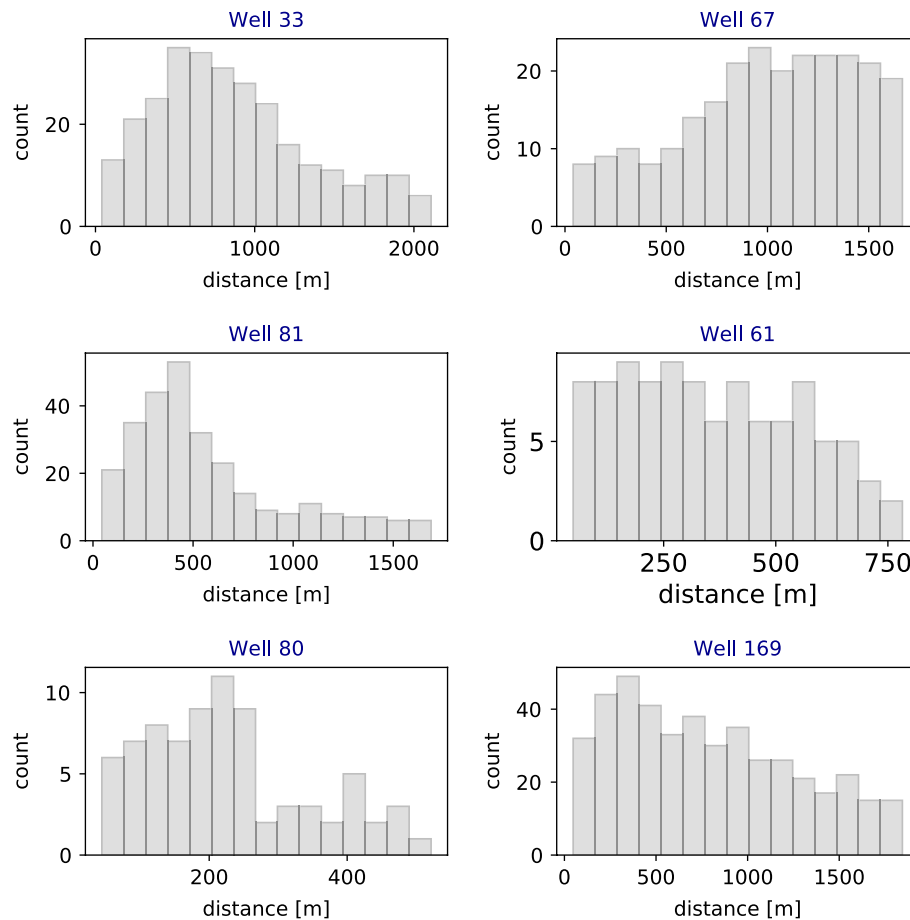 Well 33
count
20
0
0 1000 2000
distance [m]
Well 67
count
20
10
0
0 500 1000 1500
distance [m]
Well 81
count
40
20
0
0 500 1000 1500
distance [m]
Well 61
count
5
0
250 500 750
distance [m]
Well 80
count
10
5
0
200 400
distance [m]
Well 169
count
40
20
0
0 500 1000 1500
distance [m]